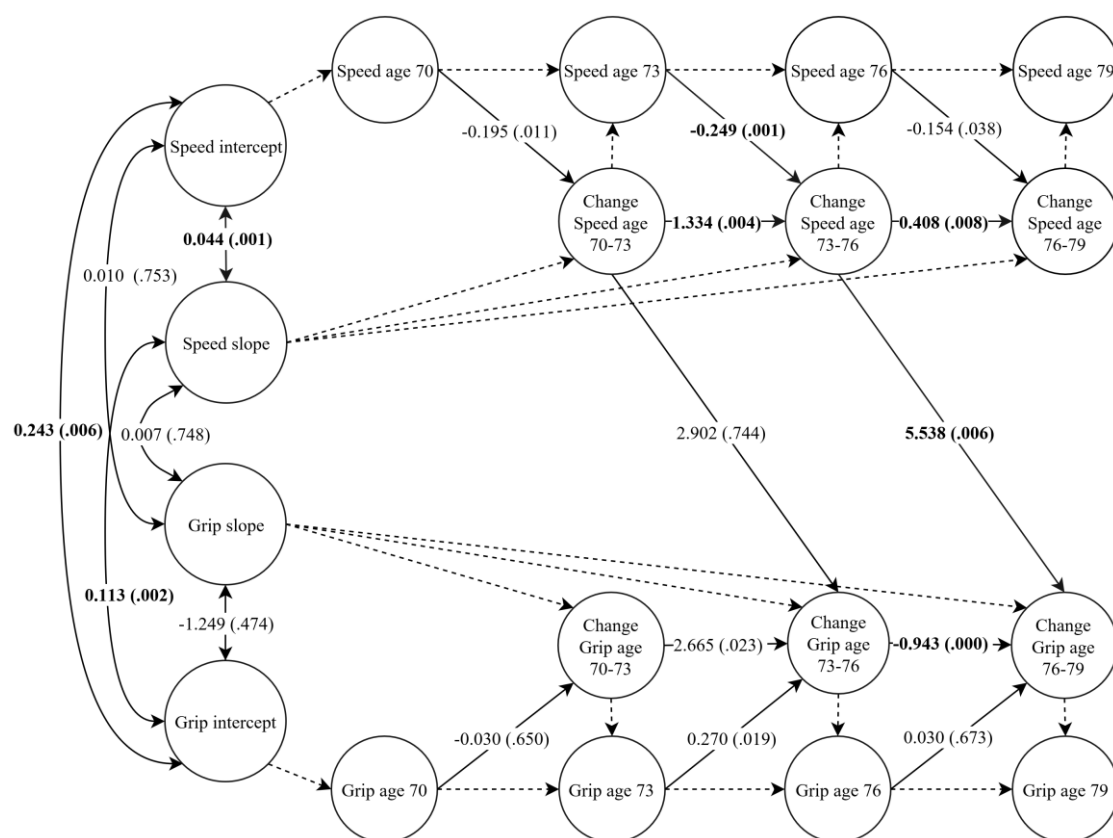 Speed age 70
Speed age 73
Speed age 76
Speed age 79
-0.195 (.011)
-0.249 (.001)
-0.154 (.038)
Speed intercept
Change
Speed age
70-73
1.334 (.004)
Change
Speed age
73-76
0.408 (.008)
Change
Speed age
76-79
0.044 (.001)
0.010 (.753)
Speed slope
0.243 (.006)
0.007 (.748)
2.902 (.744)
5.538 (.006)
Grip slope
0.113 (.002)
-1.249 (.474)
Change
Grip age
70-73
2.665 (.023)
Change
Grip age
73-76
-0.943 (.000)
Change
Grip age
76-79
Grip intercept
-0.030 (.650)
0.270 (.019)
0.030 (.673)
Grip age 70
Grip age 73
Grip age 76
Grip age 79